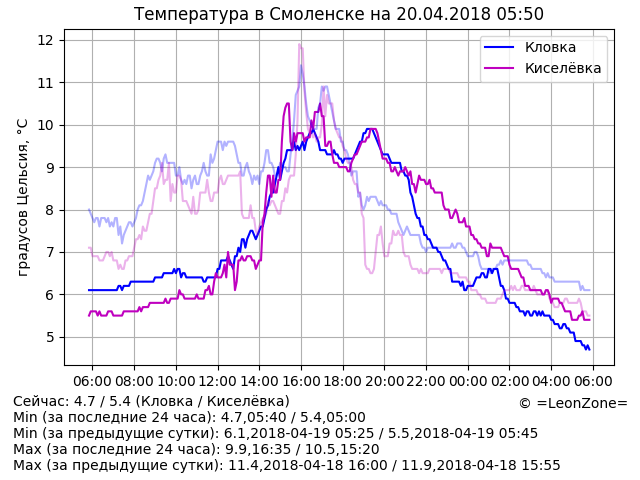 Температура в Смоленске на 20.04.2018 05:50
12
11
10
9
8
7
6
5
градусов Цельсия, °C
Кловка
Киселёвка
06:00 08:00 10:00 12:00 14:00 16:00 18:00 20:00 22:00 00:00 02:00 04:00 06:00
Сейчас: 4.7 / 5.4 (Кловка / Киселёвка)
© =LeonZone=
Min (за последние 24 часа): 4.7,05:40 / 5.4,05:00
Min (за предыдущие сутки): 6.1,2018-04-19 05:25 / 5.5,2018-04-19 05:45
Max (за последние 24 часа): 9.9,16:35 / 10.5,15:20
Max (за предыдущие сутки): 11.4,2018-04-18 16:00 / 11.9,2018-04-18 15:55